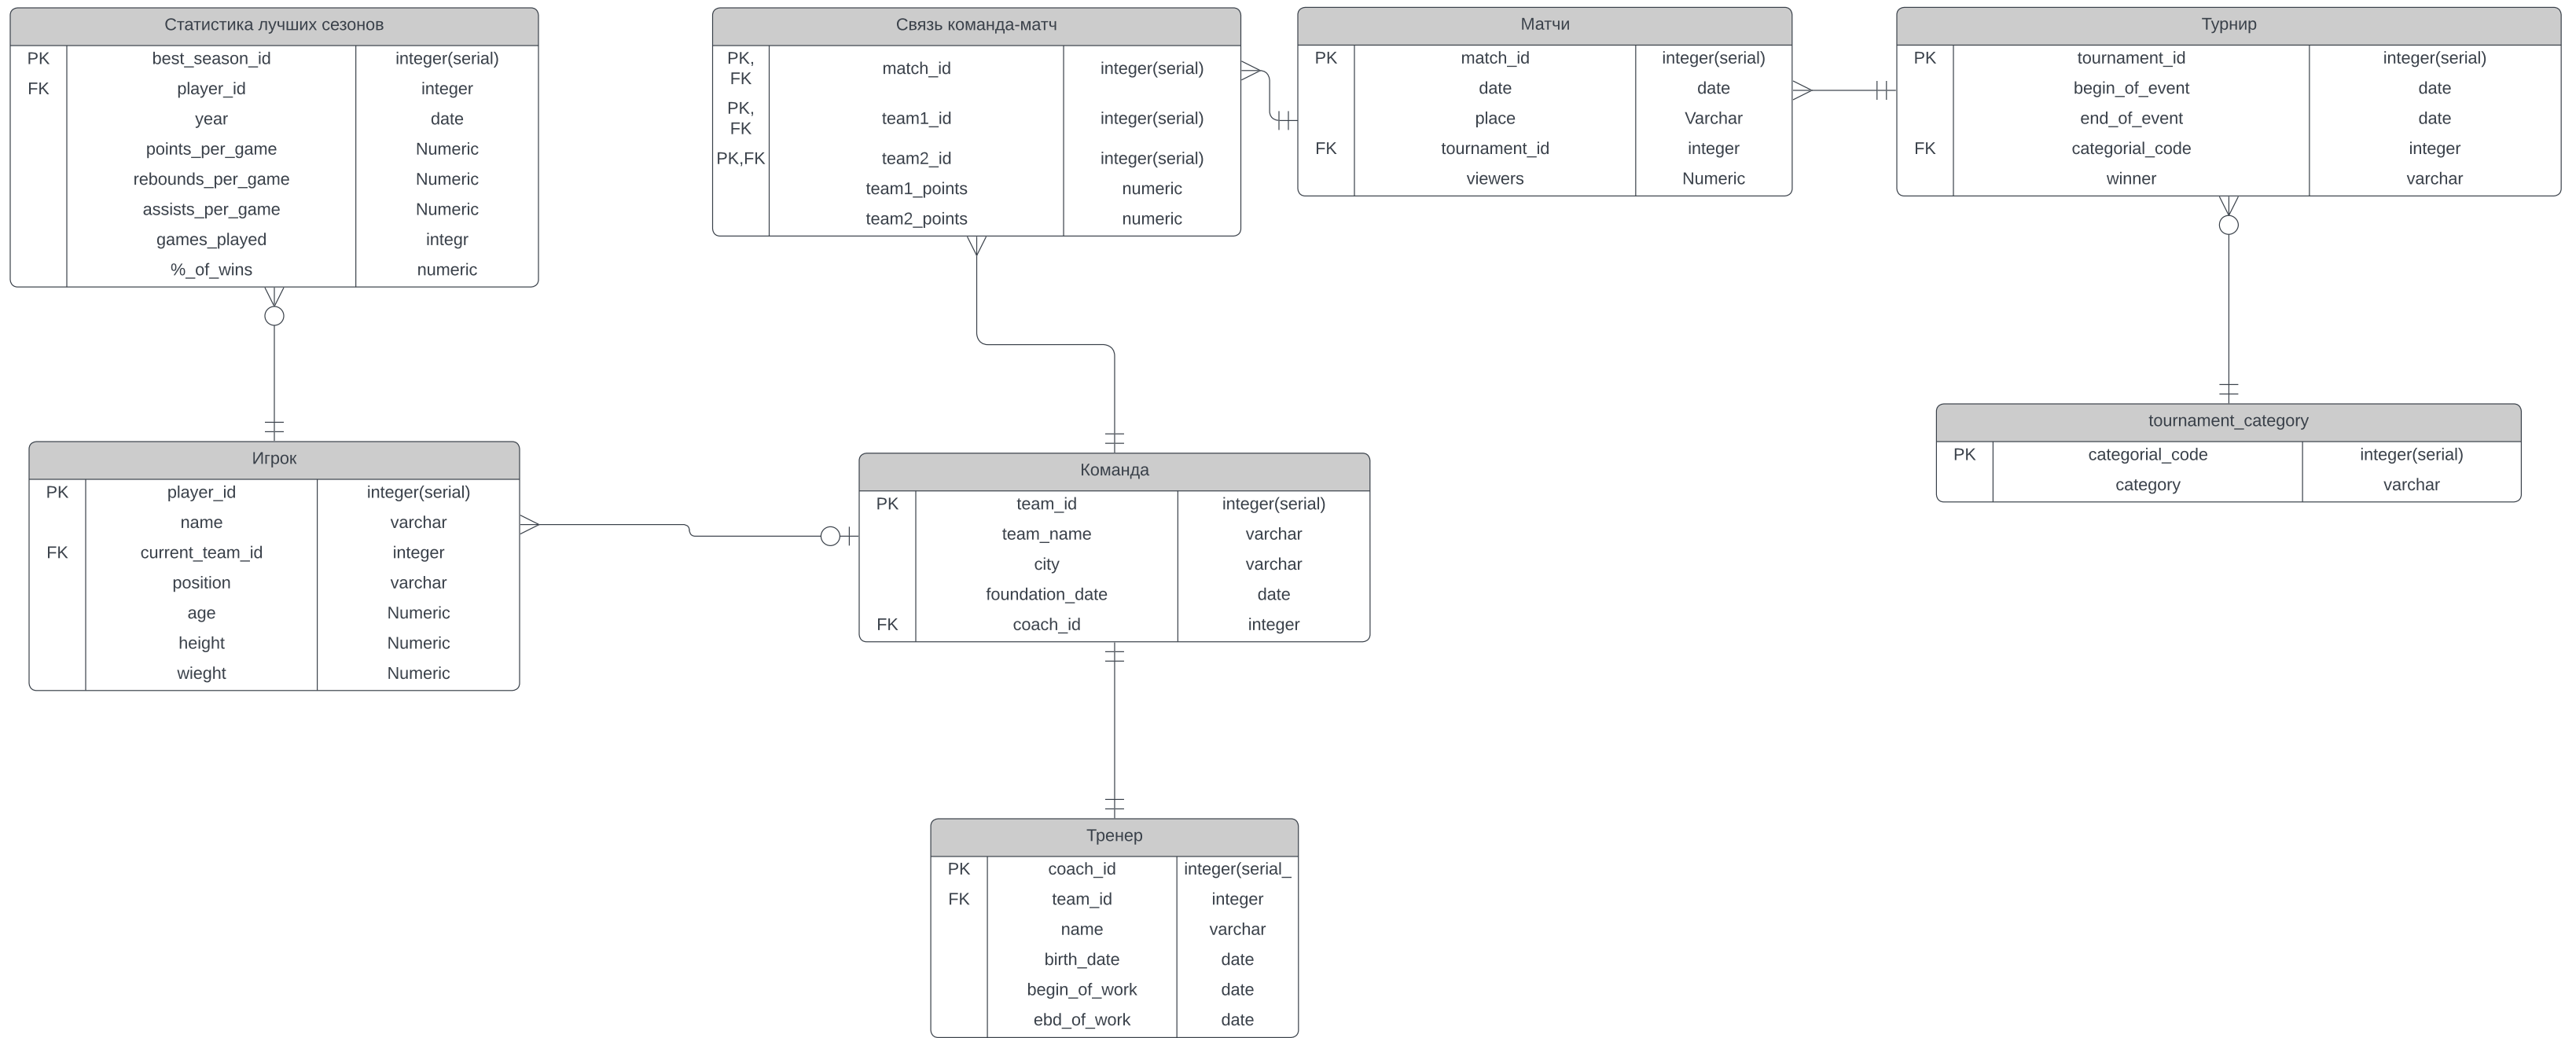 Статистика лучших сезонов
PK best_season_id integer(serial)
FK player_id integer
year date
points_per_game Numeric
rebounds_per_game Numeric
assists_per_game Numeric
games_played integr
%_of_wins numeric
Связь команда-матч
PK,
FK match_id integer(serial)
PK,
FK team1_id integer(serial)
PK,FK team2_id integer(serial)
team1_points numeric
team2_points numeric
Матчи
PK match_id integer(serial)
date date
place Varchar
FK tournament_id integer
viewers Numeric
Турнир
PK tournament_id integer(serial)
begin_of_event date
end_of_event date
FK categorial_code integer
winner varchar
tournament_category
PK categorial_code integer(serial)
category varchar
Игрок
PK player_id integer(serial)
name varchar
FK current_team_id integer
position varchar
age Numeric
height Numeric
wieght Numeric
Команда
PK team_id integer(serial)
team_name varchar
city varchar
foundation_date date
FK coach_id integer
Тренер
PK coach_id integer(serial_
FK team_id integer
name varchar
birth_date date
begin_of_work date
ebd_of_work date